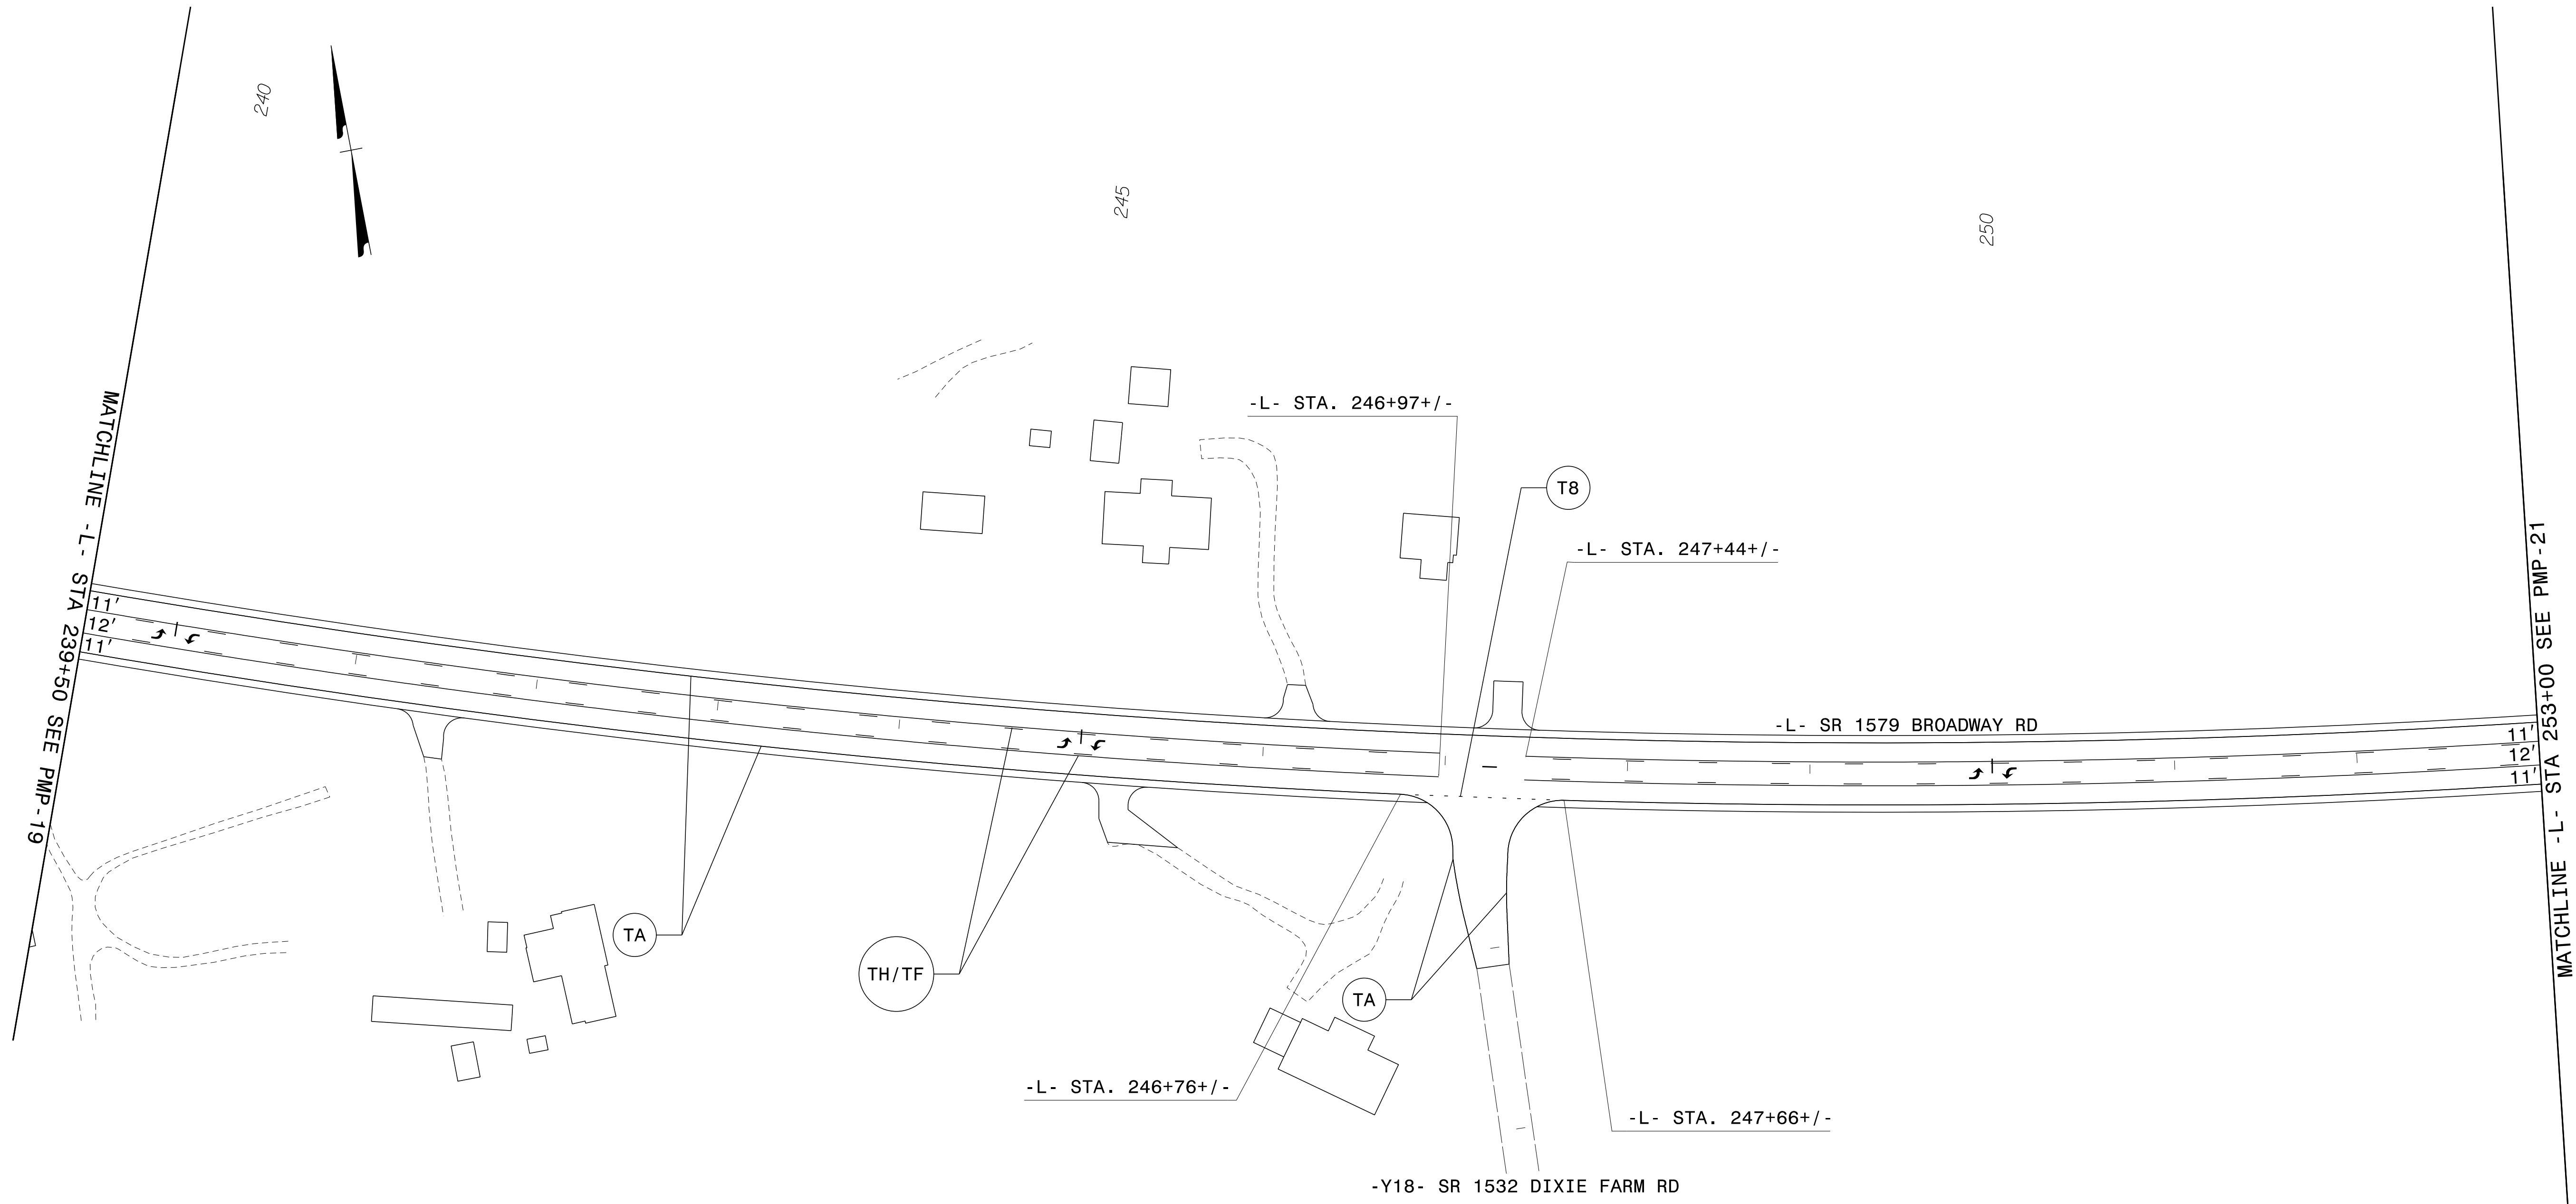 240
245
250
MATCHLINE -L- STA 239+50 SEE PMP-19
-L- STA. 246+97+/-
T8
-L- STA. 247+44+/-
MATCHLINE -L- STA 253+00 SEE PMP-21
11'
12'
11'
-L- SR 1579 BROADWAY RD
11'
12'
11'
TA
TH/TF
TA
-L- STA. 246+76+/-
-L- STA. 247+66+/-
-Y18- SR 1532 DIXIE FARM RD